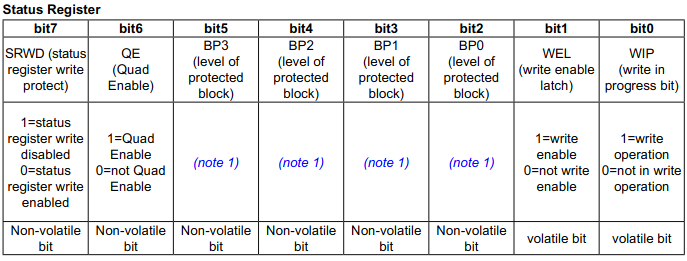 Status Register
bit7 bit6 bit5 bit4 bit3 bit2 bit1 bit0
SRWD (status register write protect)
QE (Quad Enable)
BP3 (level of protected block)
BP2 (level of protected block)
BP1 (level of protected block)
BP0 (level of protected block)
WEL (write enable latch)
WIP (write in progress bit)
1=status register write disabled 0=status register write enabled
1=Quad Enable 0=not Quad Enable
(note 1)
(note 1)
(note 1)
(note 1)
1=write enable 0=not write enable
1=write operation 0=not in write operation
Non-volatile bit
Non-volatile bit
Non-volatile bit
Non-volatile bit
Non-volatile bit
Non-volatile bit
volatile bit
volatile bit